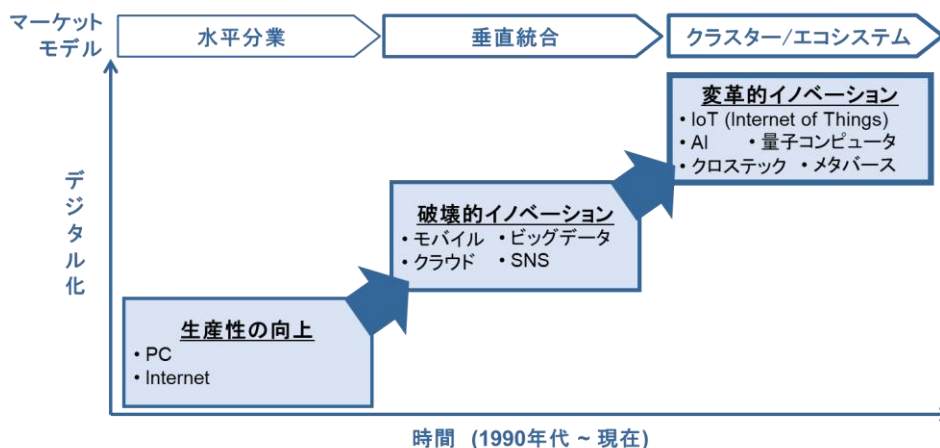 マーケット
モデル
水平分業
垂直統合
クラスター/エコシステム
変革的イノベーション
• IoT (Internet of Things)
• AI • 量子コンピュータ
• クロステック • メタバース
デジタル化
破壊的イノベーション
• モバイル • ビッグデータ
• クラウド • SNS
生産性の向上
• PC
• Internet
時間 (1990年代 ~ 現在)